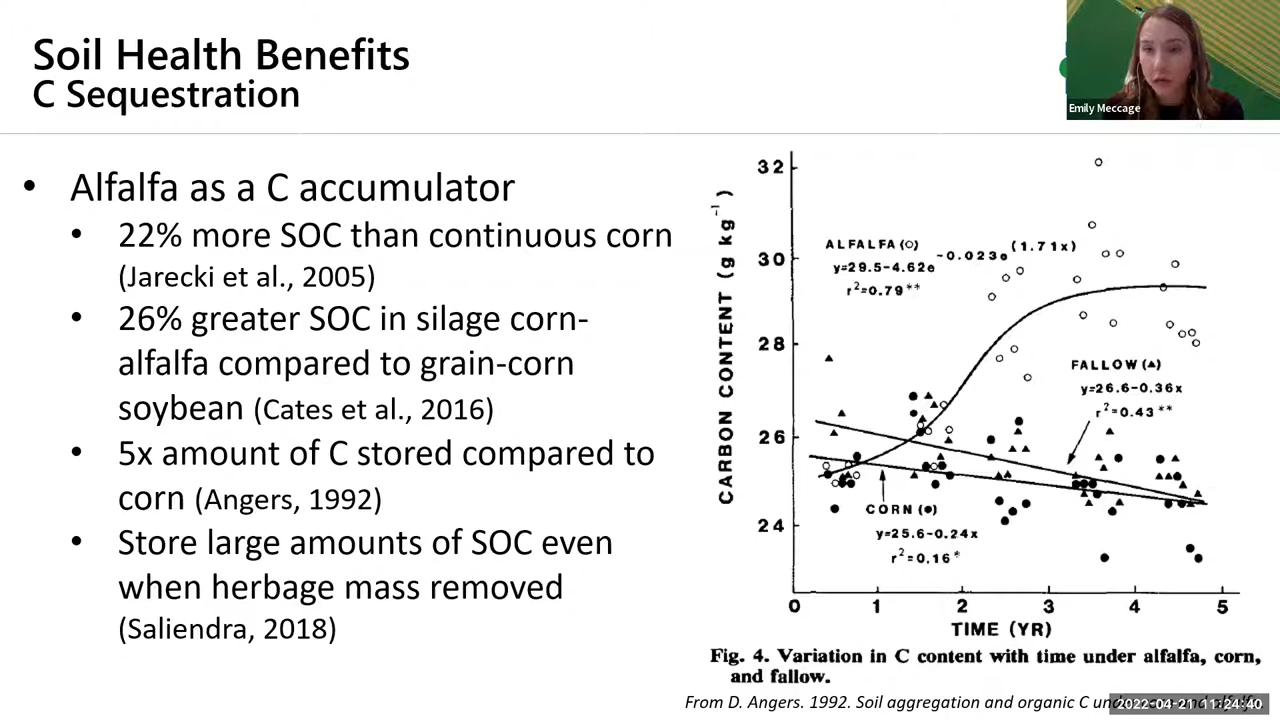 Soil Health Benefits
C Sequestration
Emily Meccage
• Alfalfa as a C accumulator
• 22% more SOC than continuous corn
(Jarecki et al., 2005)
• 26% greater SOC in silage corn-
alfalfa compared to grain-corn
soybean (Cates et al., 2016)
• 5x amount of C stored compared to
corn (Angers, 1992)
• Store large amounts of SOC even
when herbage mass removed
(Saliendra, 2018)
CARBON CONTENT (g kg⁻¹)
32
30
28
26
24
ALFALFA (○)
y=29.5-4.62e^-0.023e^(1.71x)
r²=0.79**
FALLOW (▲)
y=26.6-0.36x
r²=0.43**
CORN (●)
y=25.6-0.24x
r²=0.16*
0 1 2 3 4 5
TIME (YR)
Fig. 4. Variation in C content with time under alfalfa, corn,
and fallow.
From D. Angers. 1992. Soil aggregation and organic C
2022-04-21 11:24:40